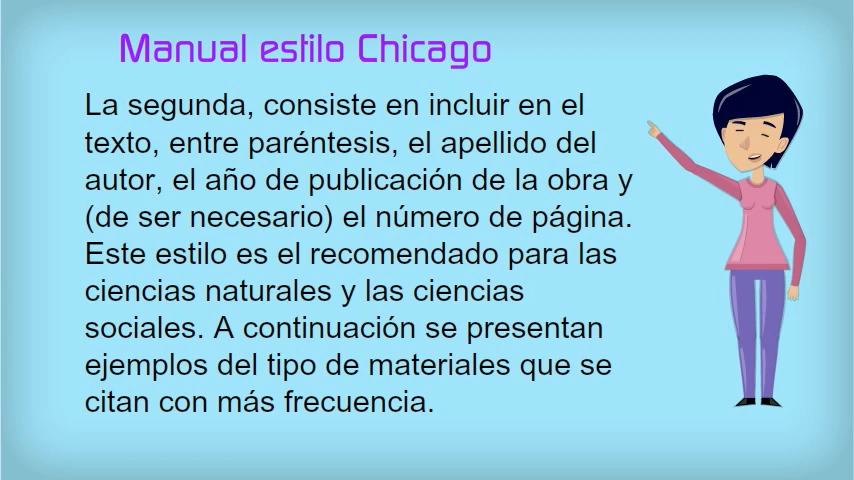 Manual estilo Chicago
La segunda, consiste en incluir en el
texto, entre paréntesis, el apellido del
autor, el año de publicación de la obra y
(de ser necesario) el número de página.
Este estilo es el recomendado para las
ciencias naturales y las ciencias
sociales. A continuación se presentan
ejemplos del tipo de materiales que se
citan con más frecuencia.